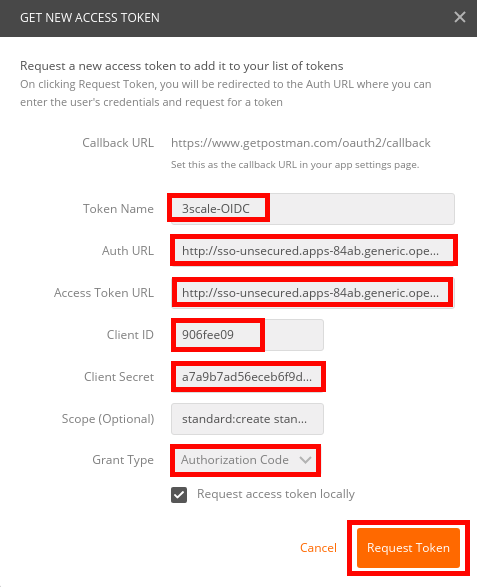 GET NEW ACCESS TOKEN
Request a new access token to add it to your list of tokens
On clicking Request Token, you will be redirected to the Auth URL where you can
enter the user's credentials and request for a token
Callback URL https://www.getpostman.com/oauth2/callback
Set this as the callback URL in your app settings page.
Token Name 3scale-OIDC
Auth URL http://sso-unsecured.apps-84ab.generic.ope...
Access Token URL http://sso-unsecured.apps-84ab.generic.ope...
Client ID 906fee09
Client Secret a7a9b7ad56eceb6f9d...
Scope (Optional) standard:create stan...
Grant Type Authorization Code
Request access token locally
Cancel Request Token